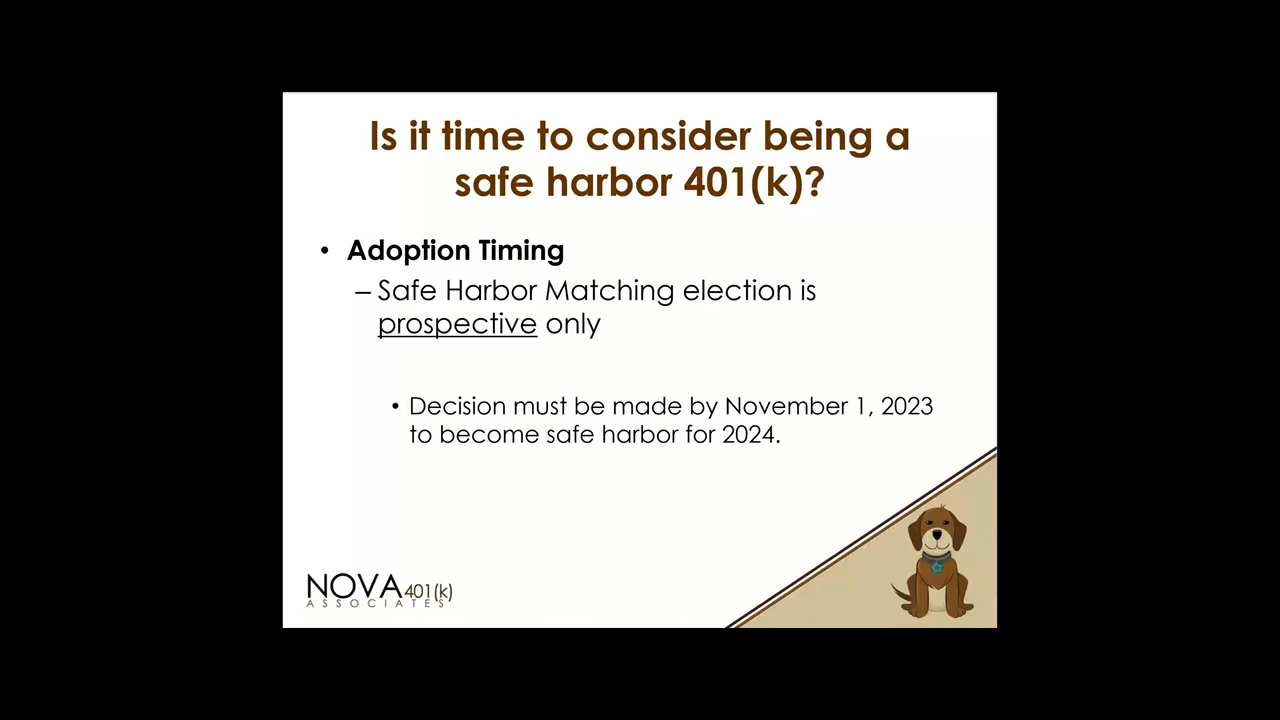 Is it time to consider being a
safe harbor 401(k)?
• Adoption Timing
– Safe Harbor Matching election is
prospective only
• Decision must be made by November 1, 2023
to become safe harbor for 2024.
NOVA 401(k)
ASSOCIATES